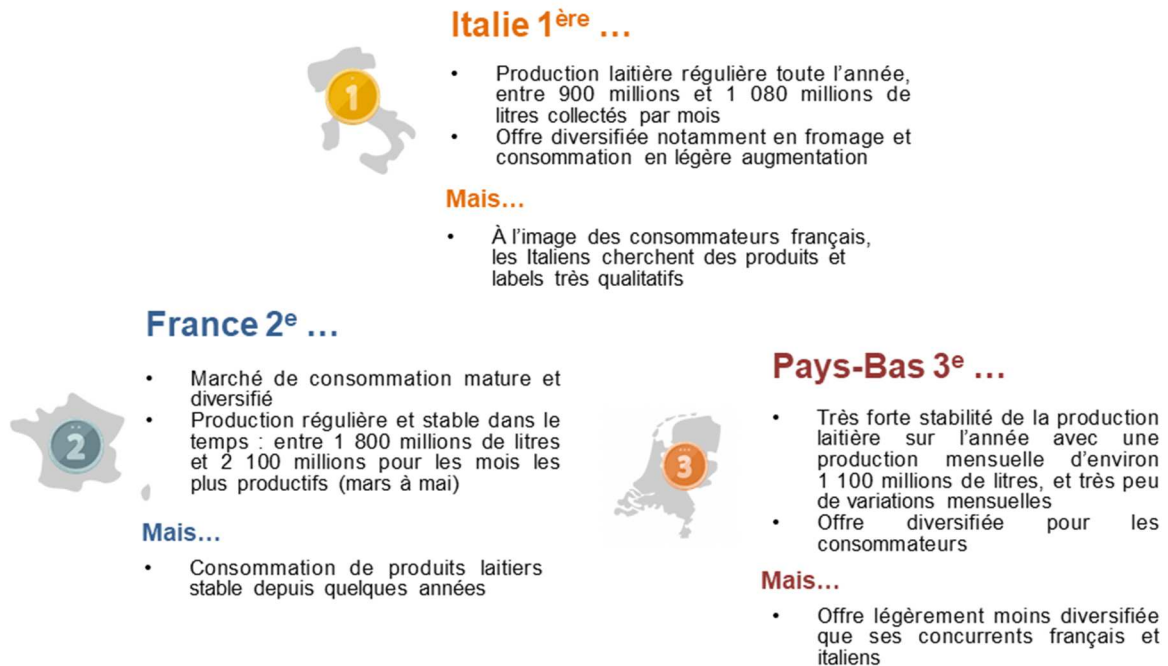 Italie 1ère …
1
• Production laitière régulière toute l’année,
entre 900 millions et 1 080 millions de
litres collectés par mois
• Offre diversifiée notamment en fromage et
consommation en légère augmentation
Mais…
• À l’image des consommateurs français,
les Italiens cherchent des produits et
labels très qualitatifs
France 2e …
2
• Marché de consommation mature et
diversifié
• Production régulière et stable dans le
temps : entre 1 800 millions de litres
et 2 100 millions pour les mois les
plus productifs (mars à mai)
Mais…
• Consommation de produits laitiers
stable depuis quelques années
Pays-Bas 3e …
3
• Très forte stabilité de la production
laitière sur l’année avec une
production mensuelle d’environ
1 100 millions de litres, et très peu
de variations mensuelles
• Offre diversifiée pour les
consommateurs
Mais…
• Offre légèrement moins diversifiée
que ses concurrents français et
italiens